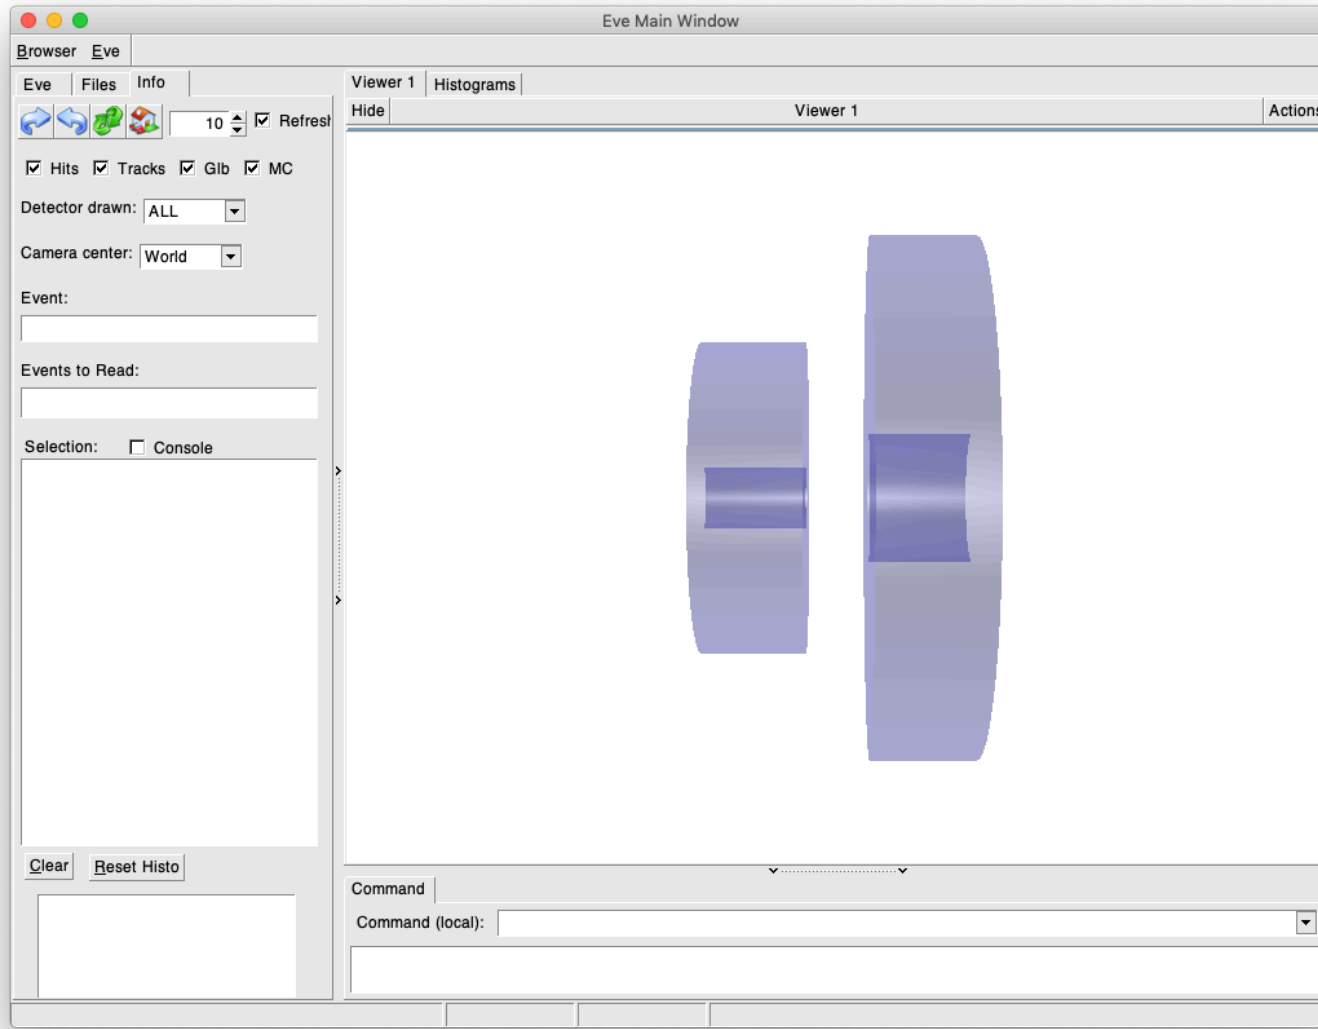 Eve Main Window
Browser Eve
Eve Files Info
10 Refresh
Hits Tracks Glb MC
Detector drawn: ALL
Camera center: World
Event:
Events to Read:
Selection: Console
Clear Reset Histo
Viewer 1 Histograms
Hide Viewer 1 Actions
Command
Command (local):